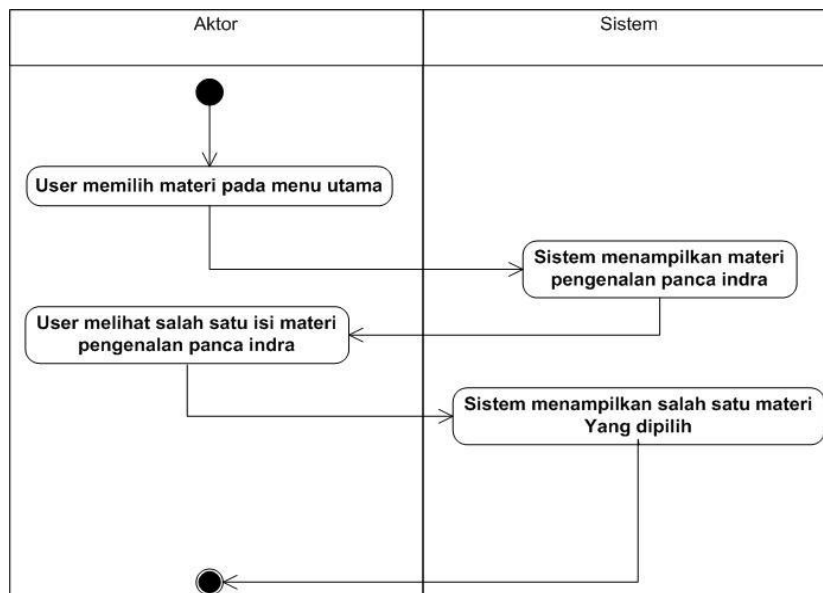 Aktor
Sistem
User memilih materi pada menu utama
Sistem menampilkan materi
pengenalan panca indra
User melihat salah satu isi materi
pengenalan panca indra
Sistem menampilkan salah satu materi
Yang dipilih